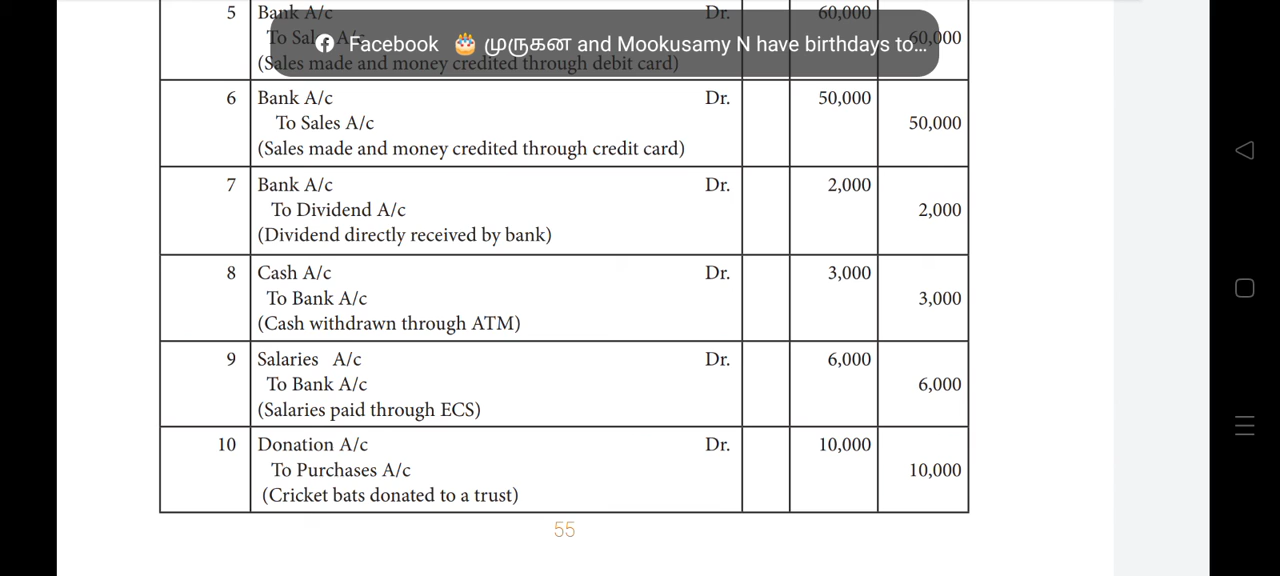 5 Bank A/c Dr. 60,000
To Sales A/c 60,000
Facebook 🎂 முருகன and Mookusamy N have birthdays to...
(Sales made and money credited through debit card)
6 Bank A/c Dr. 50,000
To Sales A/c 50,000
(Sales made and money credited through credit card)
7 Bank A/c Dr. 2,000
To Dividend A/c 2,000
(Dividend directly received by bank)
8 Cash A/c Dr. 3,000
To Bank A/c 3,000
(Cash withdrawn through ATM)
9 Salaries A/c Dr. 6,000
To Bank A/c 6,000
(Salaries paid through ECS)
10 Donation A/c Dr. 10,000
To Purchases A/c 10,000
(Cricket bats donated to a trust)
55